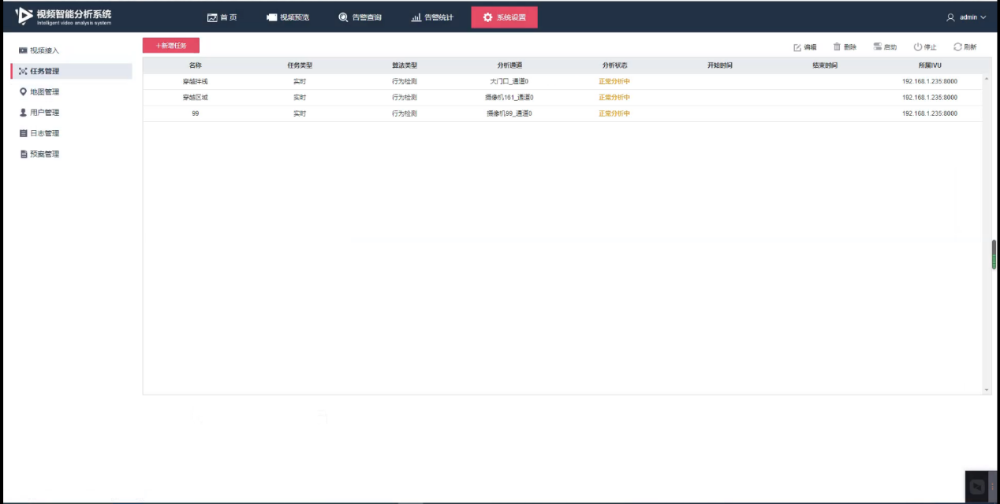 视频智能分析系统
Intelligent video analysis system
首页 视频预览 告警查询 告警统计 系统设置 admin
视频接入
任务管理
地图管理
用户管理
日志管理
预案管理
+新增任务 编辑 删除 启动 停止 刷新
名称 任务类型 算法类型 分析通道 分析状态 开始时间 结束时间 所属IVU
穿越绊线 实时 行为检测 大门口_通道0 正常分析中 192.168.1.235:8000
穿越区域 实时 行为检测 摄像机161_通道0 正常分析中 192.168.1.235:8000
99 实时 行为检测 摄像机99_通道0 正常分析中 192.168.1.235:8000